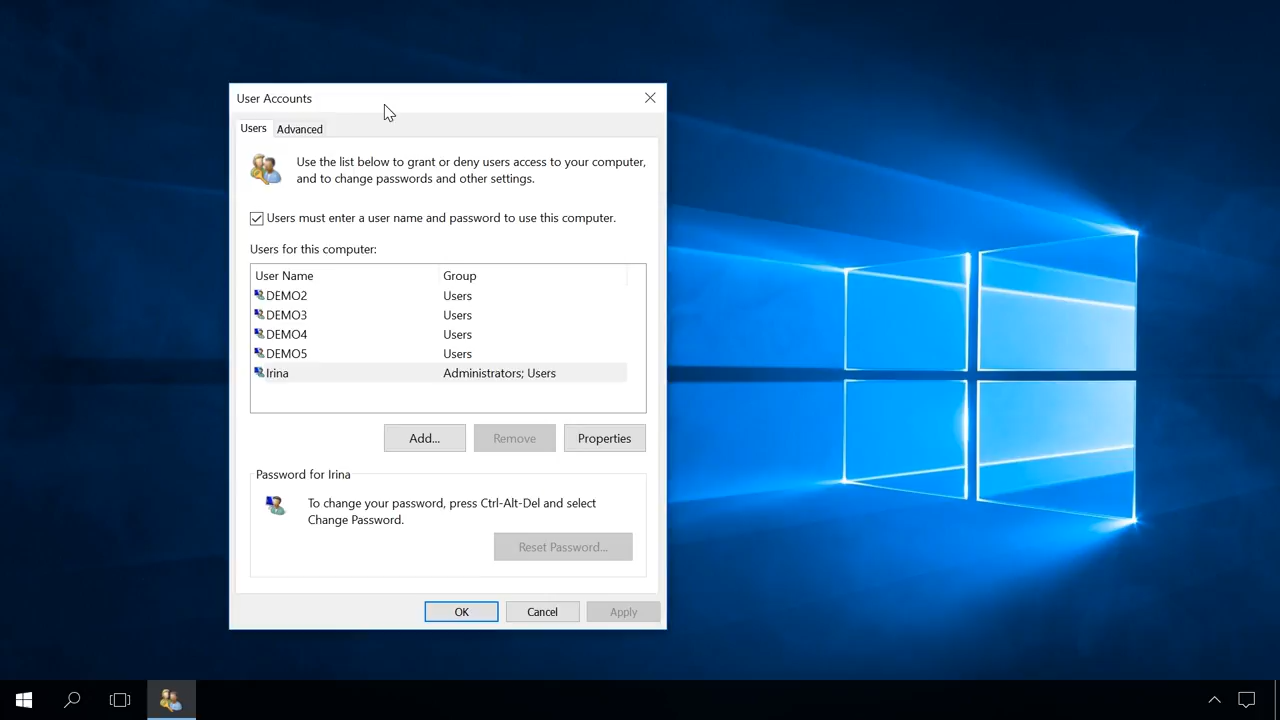 User Accounts
Users Advanced
Use the list below to grant or deny users access to your computer,
and to change passwords and other settings.
Users must enter a user name and password to use this computer.
Users for this computer:
User Name Group
DEMO2 Users
DEMO3 Users
DEMO4 Users
DEMO5 Users
Irina Administrators; Users
Add... Remove Properties
Password for Irina
To change your password, press Ctrl-Alt-Del and select
Change Password.
Reset Password...
OK Cancel Apply